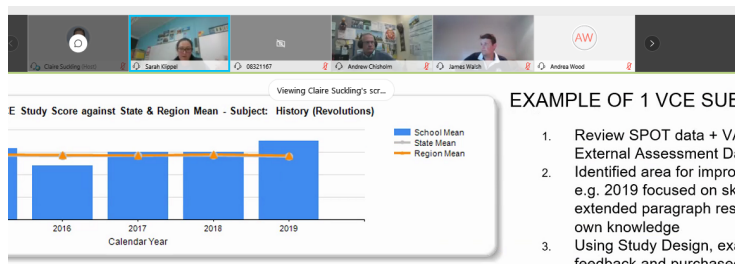 AW
Claire Suckling (Host)
Sarah Klippel
08321167
Andrew Chisholm
James Walsh
Andrea Wood
Viewing Claire Suckling's scr...
E Study Score against State & Region Mean - Subject: History (Revolutions)
School Mean
State Mean
Region Mean
2016 2017 2018 2019
Calendar Year
EXAMPLE OF 1 VCE SUB
1. Review SPOT data + VA
External Assessment Da
2. Identified area for impro
e.g. 2019 focused on sk
extended paragraph res
own knowledge
3. Using Study Design, exa
feedback and purchase